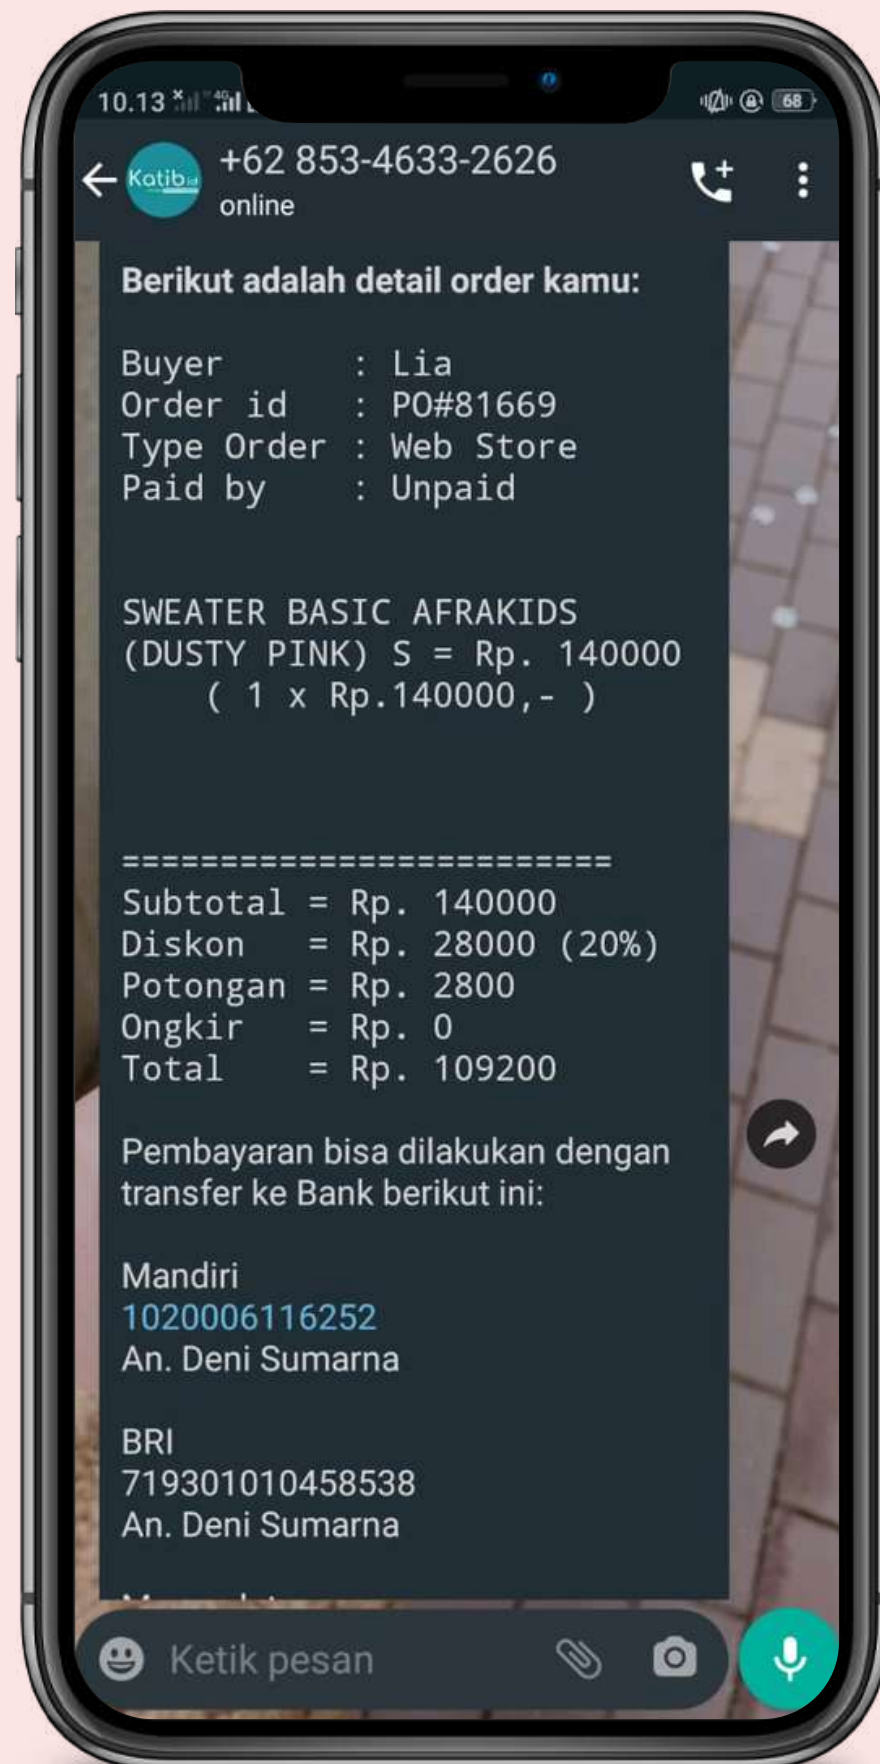 10.13
4G
68
Katib.id
+62 853-4633-2626
online
Berikut adalah detail order kamu:
Buyer : Lia
Order id : PO#81669
Type Order : Web Store
Paid by : Unpaid
SWEATER BASIC AFRAKIDS
(DUSTY PINK) S = Rp. 140000
( 1 x Rp.140000,- )
=========================
Subtotal = Rp. 140000
Diskon = Rp. 28000 (20%)
Potongan = Rp. 2800
Ongkir = Rp. 0
Total = Rp. 109200
Pembayaran bisa dilakukan dengan
transfer ke Bank berikut ini:
Mandiri
1020006116252
An. Deni Sumarna
BRI
719301010458538
An. Deni Sumarna
Ketik pesan